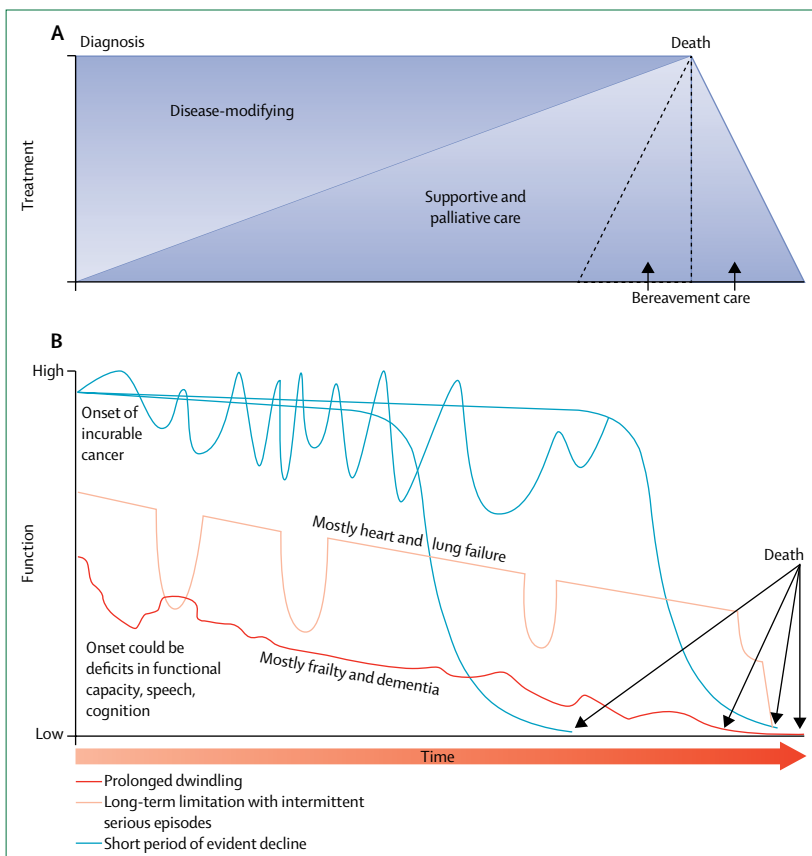 A
Diagnosis
Death
Disease-modifying
Treatment
Supportive and
palliative care
Bereavement care
B
High
Onset of
incurable
cancer
Function
Mostly heart and lung failure
Death
Onset could be
deficits in functional
capacity, speech,
cognition
Mostly frailty and dementia
Low
Time
Prolonged dwindling
Long-term limitation with intermittent
serious episodes
Short period of evident decline